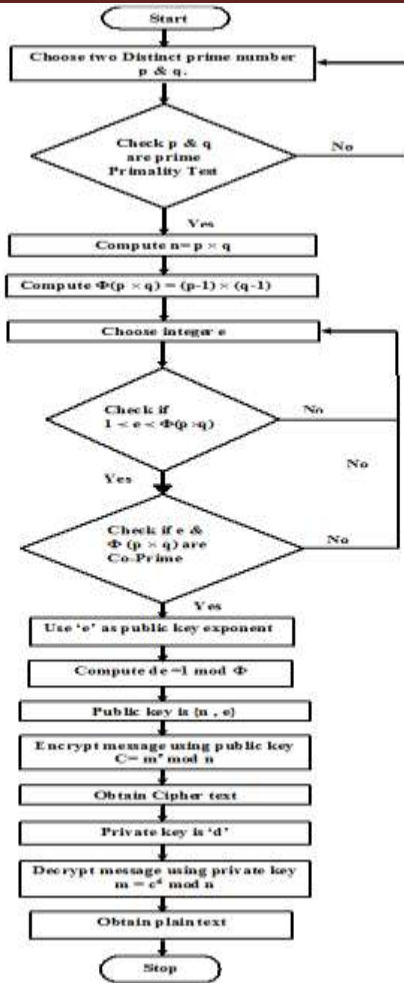 Start
Choose two Distinct prime number
p & q.
Check p & q
are prime
Primality Test
No
Yes
Compute n= p × q
Compute Φ(p × q) = (p-1) × (q-1)
Choose integer e
Check if
1 < e < Φ(p×q)
No
No
Yes
Check if e &
Φ (p × q) are
Co-Prime
No
Yes
Use ‘e’ as public key exponent
Compute de =1 mod Φ
Public key is (n , e)
Encrypt message using public key
C= mᵉ mod n
Obtain Cipher text
Private key is ‘d’
Decrypt message using private key
m = cᵈ mod n
Obtain plain text
Stop